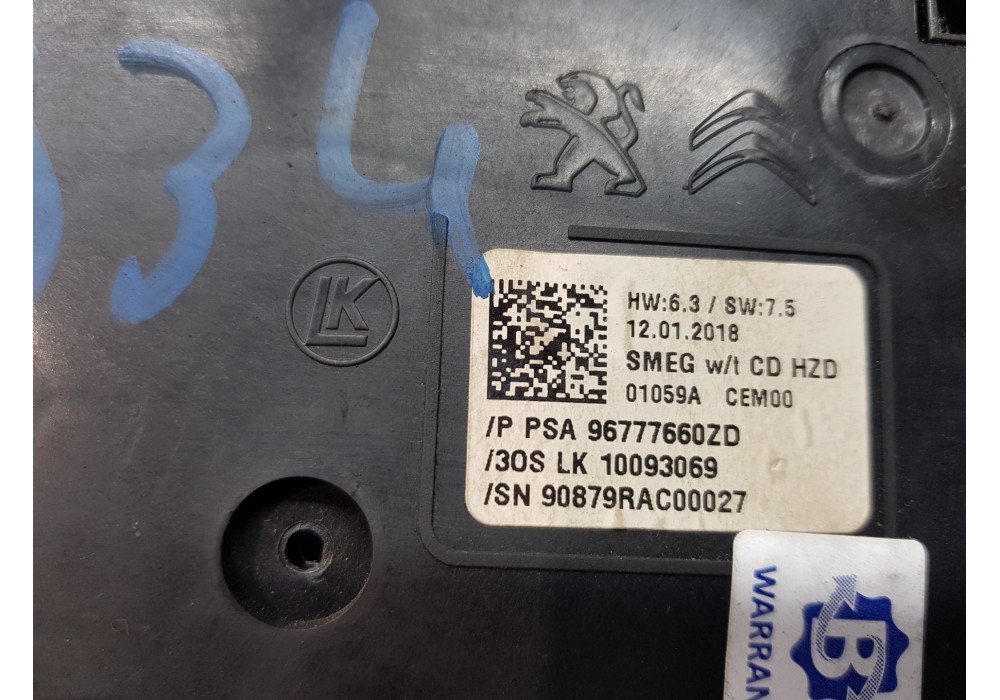 34
LK
HW:6.3 / SW:7.5
12.01.2018
SMEG w/t CD HZD
01059A CEM00
/P PSA 96777660ZD
/3OS LK 10093069
/SN 90879RAC00027
WARRAN
B